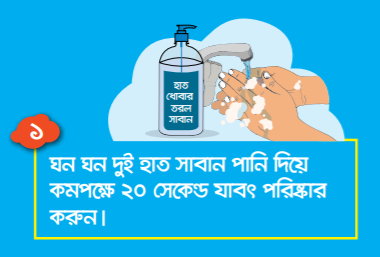 হাত
ধোবার
তরল
সাবান
১
ঘন ঘন দুই হাত সাবান পানি দিয়ে
কমপক্ষে ২০ সেকেন্ড যাবৎ পরিষ্কার
করুন।